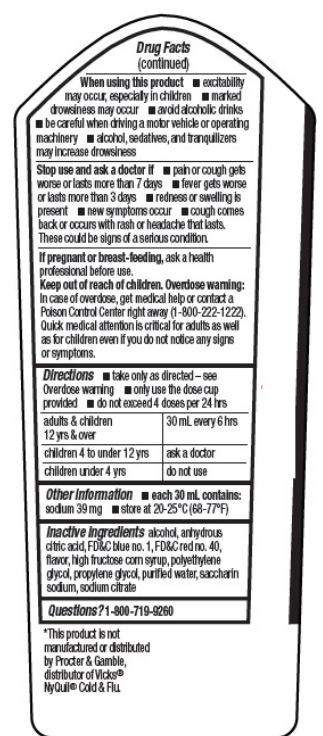 Drug Facts
(continued)
When using this product ■ excitability
may occur, especially in children ■ marked
drowsiness may occur ■ avoid alcoholic drinks
■ be careful when driving a motor vehicle or operating
machinery ■ alcohol, sedatives, and tranquilizers
may increase drowsiness
Stop use and ask a doctor if ■ pain or cough gets
worse or lasts more than 7 days ■ fever gets worse
or lasts more than 3 days ■ redness or swelling is
present ■ new symptoms occur ■ cough comes
back or occurs with rash or headache that lasts.
These could be signs of a serious condition.
If pregnant or breast-feeding, ask a health
professional before use.
Keep out of reach of children. Overdose warning:
In case of overdose, get medical help or contact a
Poison Control Center right away (1-800-222-1222).
Quick medical attention is critical for adults as well
as for children even if you do not notice any signs
or symptoms.
Directions ■ take only as directed – see
Overdose warning ■ only use the dose cup
provided ■ do not exceed 4 doses per 24 hrs
adults & children 30 mL every 6 hrs
12 yrs & over
children 4 to under 12 yrs ask a doctor
children under 4 yrs do not use
Other information ■ each 30 mL contains:
sodium 39 mg ■ store at 20-25°C (68-77°F)
Inactive ingredients alcohol, anhydrous
citric acid, FD&C blue no. 1, FD&C red no. 40,
flavor, high fructose corn syrup, polyethylene
glycol, propylene glycol, purified water, saccharin
sodium, sodium citrate
Questions? 1-800-719-9260
*This product is not
manufactured or distributed
by Procter & Gamble,
distributor of Vicks®
NyQuil® Cold & Flu.